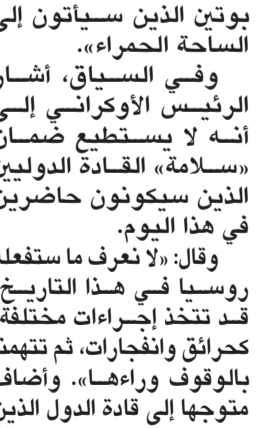 بوتين الذين سيأتون إلى
الساحة الحمراء».
وفي السياق، أشار
الرئيس الأوكراني إلى
أنه لا يستطيع ضمان
«سلامة» القادة الدوليين
الذين سيكونون حاضرين
في هذا اليوم.
وقال: «لا نعرف ما ستفعله
روسيا في هذا التاريخ.
قد تتخذ إجراءات مختلفة،
كحرائق وانفجارات، ثم تتهمنا
بالوقوف وراءها». وأضاف
متوجها إلى قادة الدول الذين